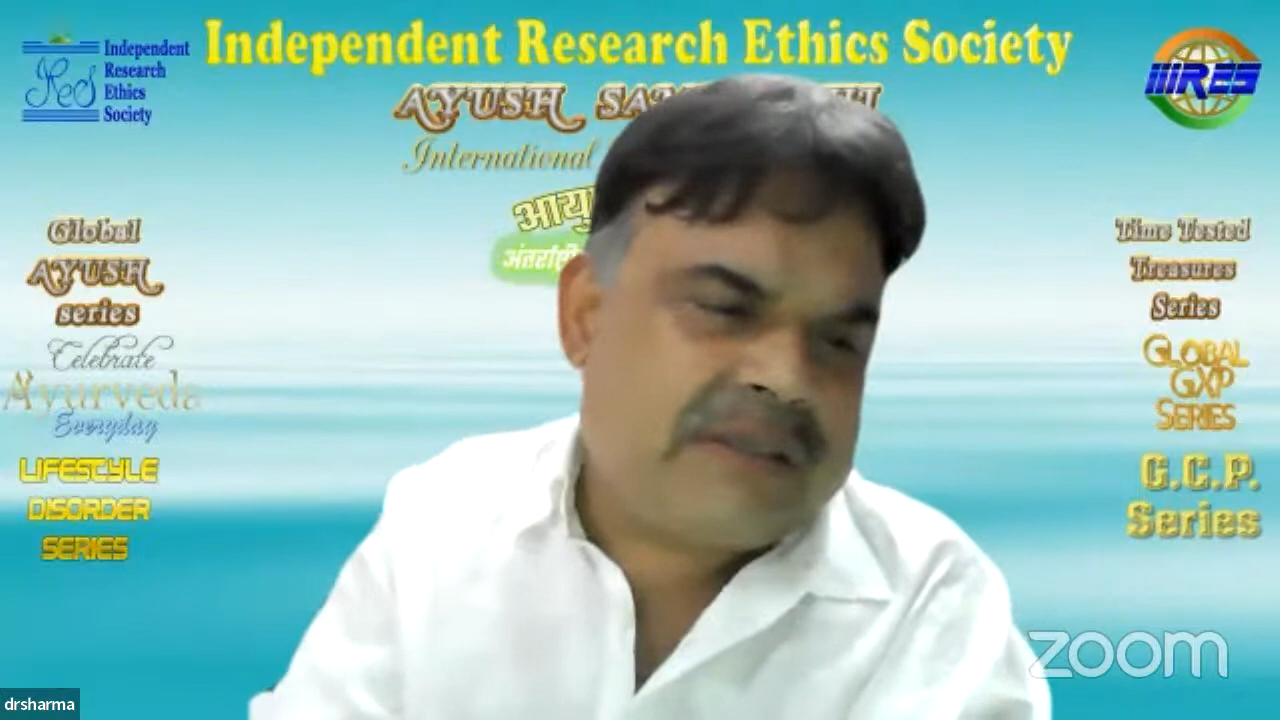 Independent Research Ethics Society
Independent
Research
Ethics
Society
IIIRES
AYUSH
International
Global
AYUSH
series
Celebrate
Ayurveda
Everyday
LIFESTYLE
DISORDER
SERIES
Time Tested
Treasures
Series
GLOBAL
GXP
SERIES
G.C.P.
Series
zoom
drsharma